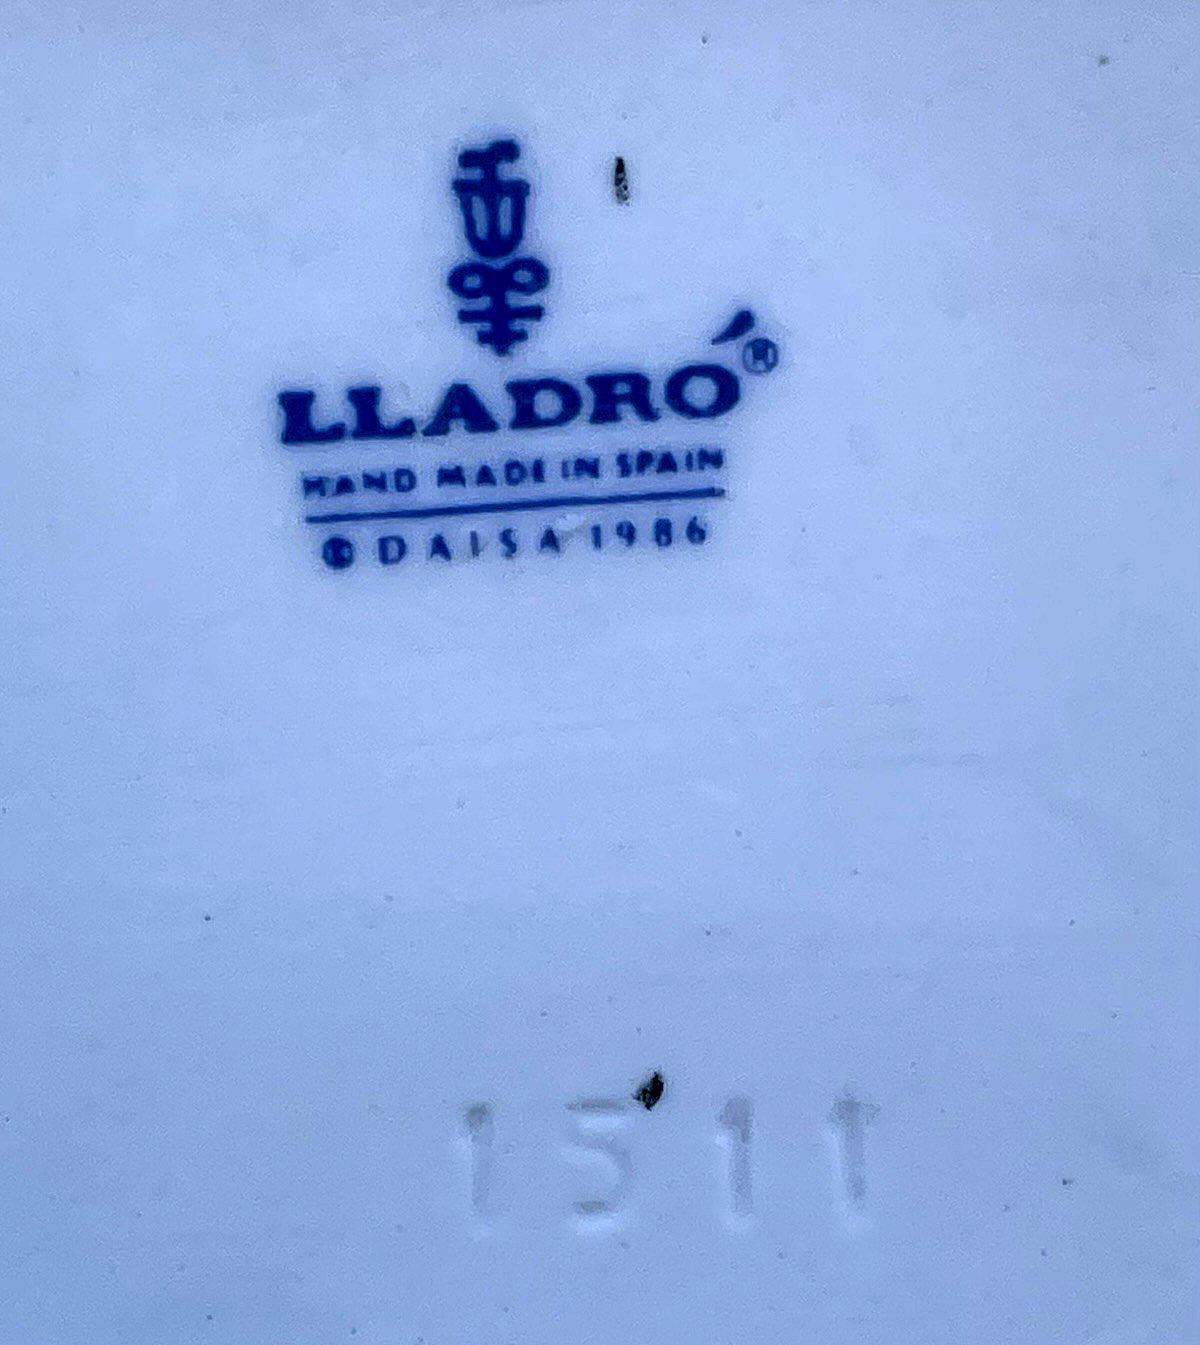 LLADRÓ®
HAND MADE IN SPAIN
© DAISA 1986
1511